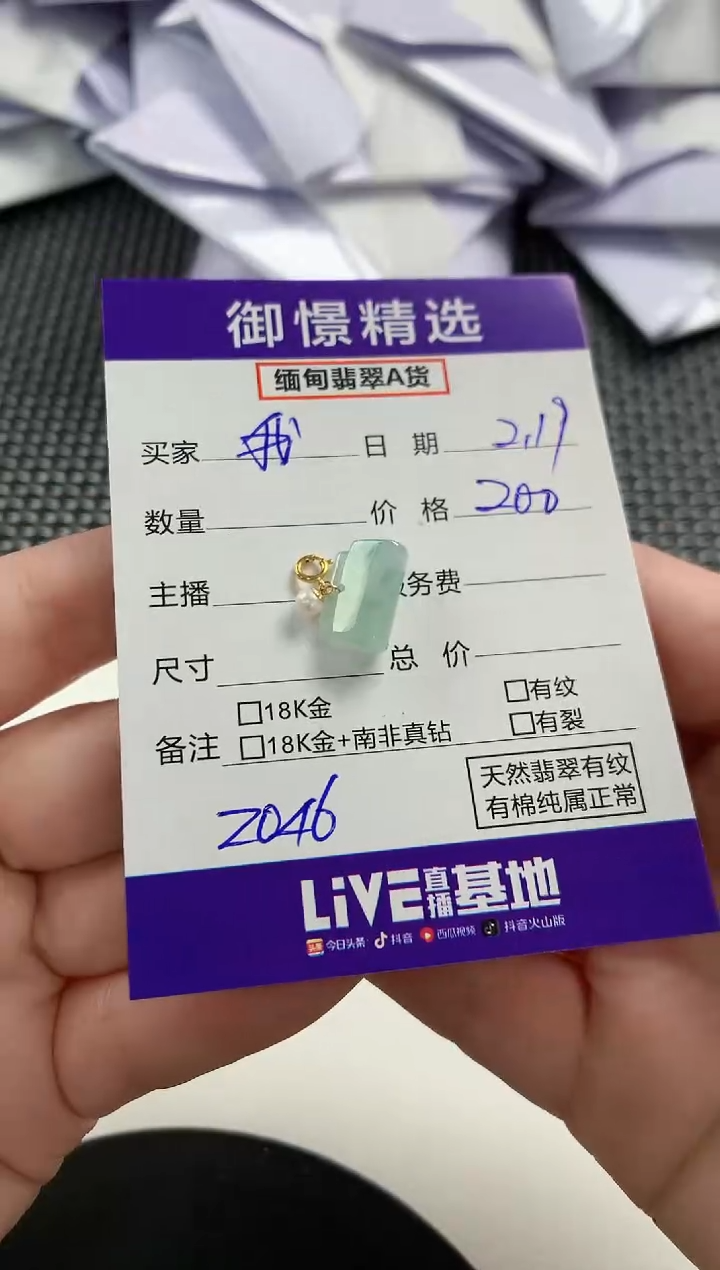 御憬精选
缅甸翡翠A货
买家 我 日期 2.19
数量 价格 200
主播 务费
尺寸 总价
□18K金 □有纹
备注 □18K金+南非真钻 □有裂
天然翡翠有纹
有棉纯属正常
2046
LiVE直播基地
头条 今日头条 抖音 西瓜视频 抖音火山版